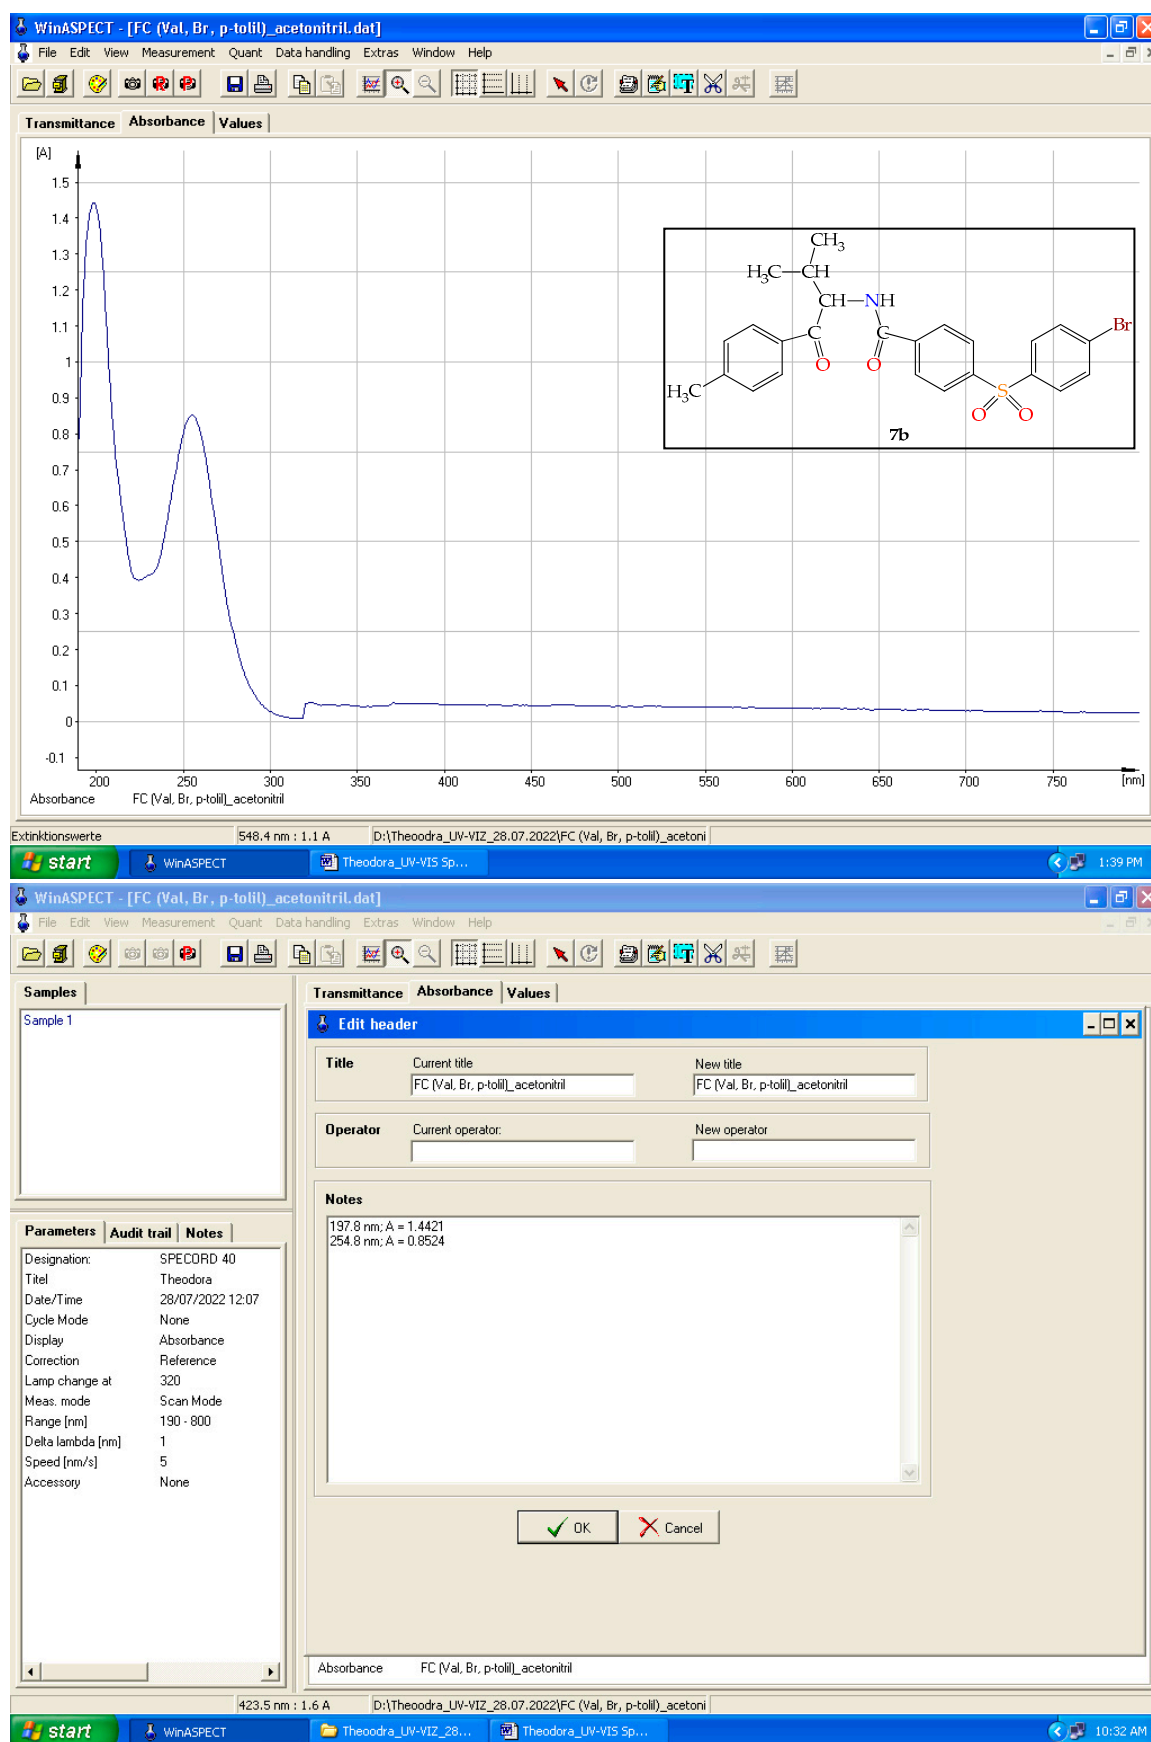 WinASPECT - [FC (Val, Br, p-tolil)_acetonitril.dat]
File Edit View Measurement Quant Data handling Extras Window Help
Transmittance Absorbance Values
[A]
1.5
1.4
1.3
1.2
1.1
1
0.9
0.8
0.7
0.6
0.5
0.4
0.3
0.2
0.1
0
-0.1
CH3
H3C CH
CH NH
C C Br
O O
H3C S
O O
7b
200 250 300 350 400 450 500 550 600 650 700 750 [nm]
Absorbance FC (Val, Br, p-tolil)_acetonitril
Extinktionswerte 548.4 nm : 1.1 A D:\Theoodra_UV-VIZ_28.07.2022\FC (Val, Br, p-tolil)_acetoni
start WinASPECT Theodora_UV-VIS Sp... 1:39 PM
WinASPECT - [FC (Val, Br, p-tolil)_acetonitril.dat]
File Edit View Measurement Quant Data handling Extras Window Help
Samples
Sample 1
Transmittance Absorbance Values
Edit header
Title Current title New title
FC (Val, Br, p-tolil)_acetonitril FC (Val, Br, p-tolil)_acetonitril
Operator Current operator: New operator
Notes
197.8 nm; A = 1.4421
254.8 nm; A = 0.8524
OK Cancel
Parameters Audit trail Notes
Designation: SPECORD 40
Titel Theodora
Date/Time 28/07/2022 12:07
Cycle Mode None
Display Absorbance
Correction Reference
Lamp change at 320
Meas. mode Scan Mode
Range [nm] 190 - 800
Delta lambda [nm] 1
Speed [nm/s] 5
Accessory None
Absorbance FC (Val, Br, p-tolil)_acetonitril
423.5 nm : 1.6 A D:\Theoodra_UV-VIZ_28.07.2022\FC (Val, Br, p-tolil)_acetoni
start WinASPECT Theoodra_UV-VIZ_28... Theodora_UV-VIS Sp... 10:32 AM